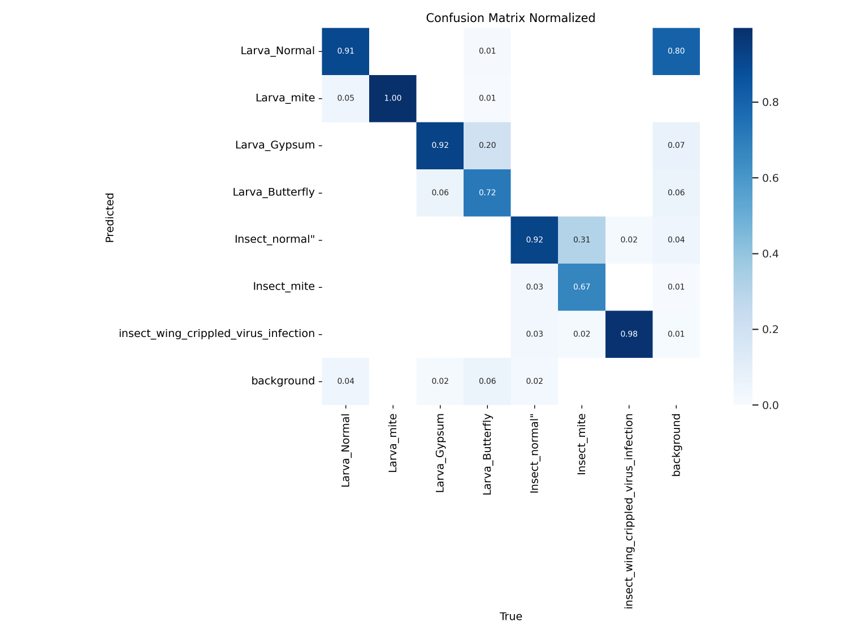 Confusion Matrix Normalized
Larva_Normal
0.91
0.01
0.80
Larva_mite
0.05
1.00
0.01
Larva_Gypsum
0.92
0.20
0.07
Larva_Butterfly
0.06
0.72
0.06
Insect_normal"
0.92
0.31
0.02
0.04
Insect_mite
0.03
0.67
0.01
insect_wing_crippled_virus_infection
0.03
0.02
0.98
0.01
background
0.04
0.02
0.06
0.02
Predicted
Larva_Normal
Larva_mite
Larva_Gypsum
Larva_Butterfly
Insect_normal"
Insect_mite
insect_wing_crippled_virus_infection
background
True
0.8
0.6
0.4
0.2
0.0